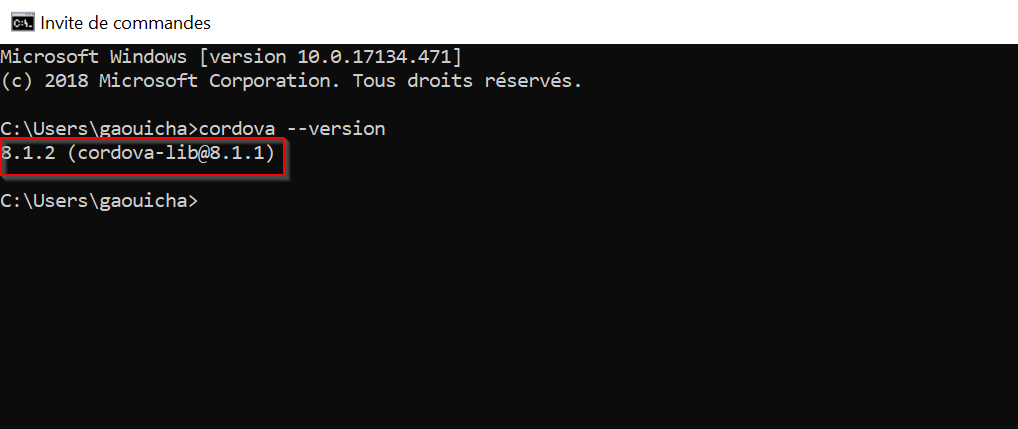 Invite de commandes
Microsoft Windows [version 10.0.17134.471]
(c) 2018 Microsoft Corporation. Tous droits réservés.
C:\Users\gaouicha>cordova --version
8.1.2 (cordova-lib@8.1.1)
C:\Users\gaouicha>